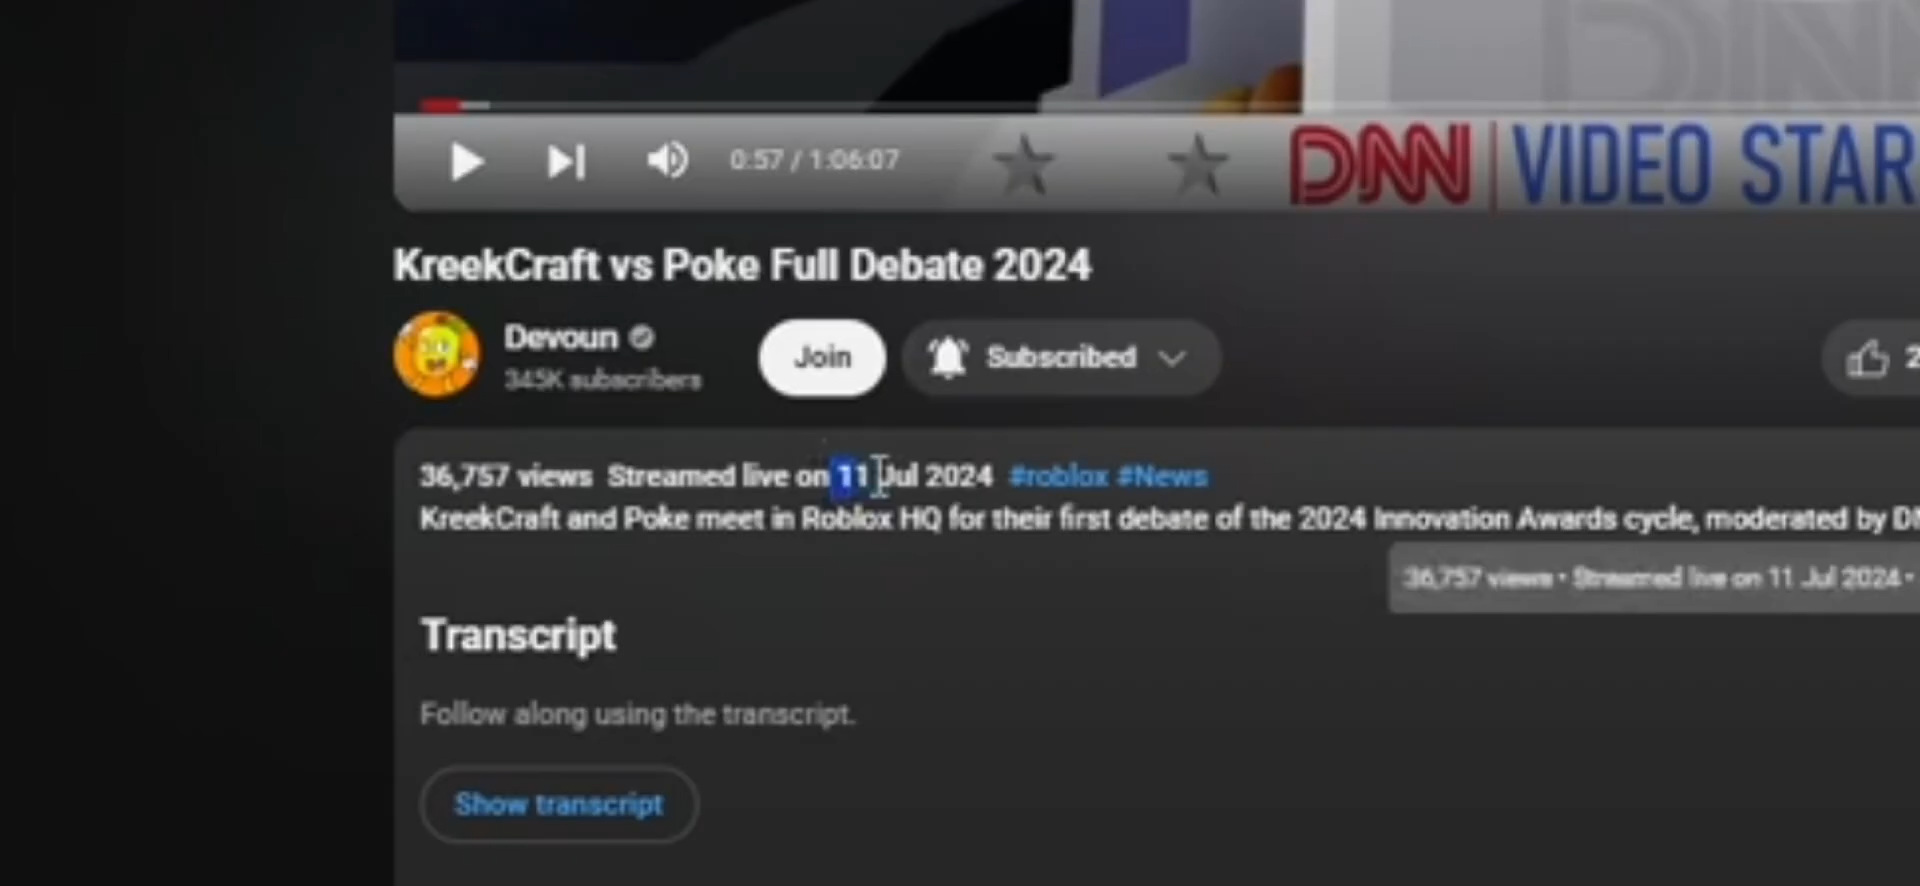 DNN
0:57 / 1:06:07
DNN | VIDEO STAR
KreekCraft vs Poke Full Debate 2024
Devoun
345K subscribers
Join
Subscribed
2
36,757 views Streamed live on 11 Jul 2024 #roblox #News
KreekCraft and Poke meet in Roblox HQ for their first debate of the 2024 Innovation Awards cycle, moderated by DN
36,757 views • Streamed live on 11 Jul 2024 •
Transcript
Follow along using the transcript.
Show transcript